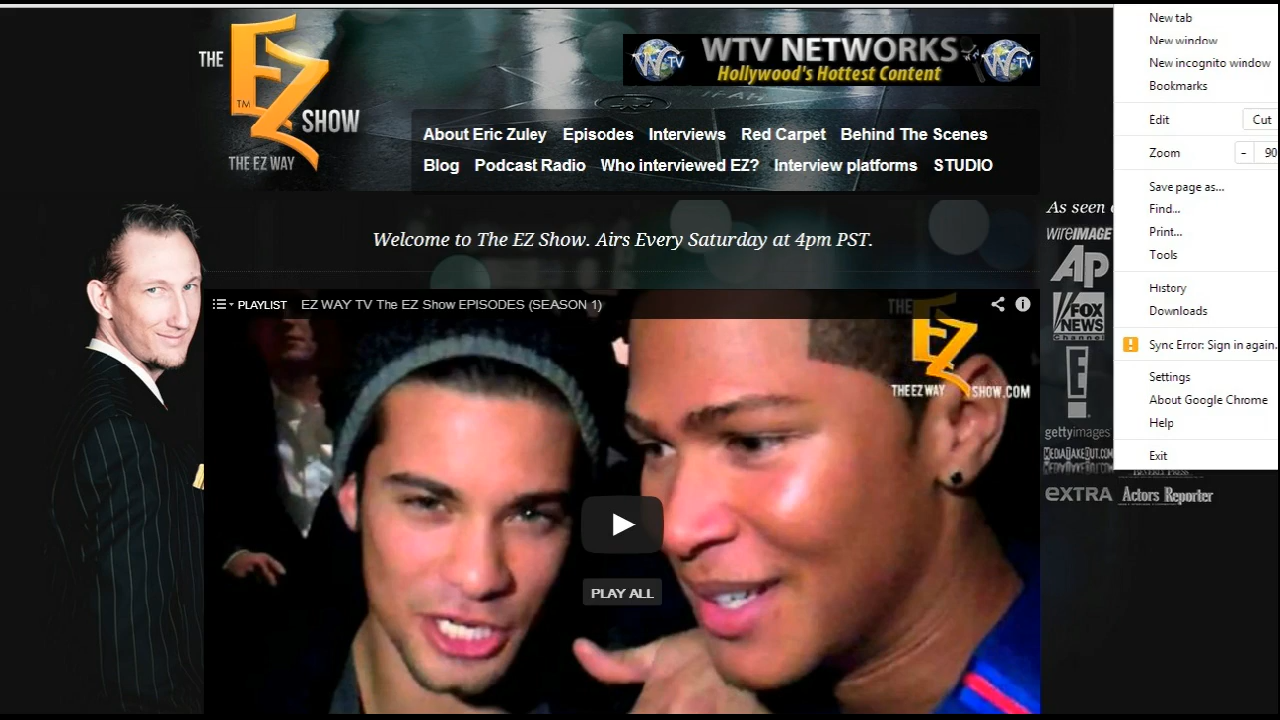 THE
EZ
TM
SHOW
THE EZ WAY
WTV NETWORKS
Hollywood's Hottest Content
About Eric Zuley Episodes Interviews Red Carpet Behind The Scenes
Blog Podcast Radio Who interviewed EZ? Interview platforms STUDIO
Welcome to The EZ Show. Airs Every Saturday at 4pm PST.
PLAYLIST EZ WAY TV The EZ Show EPISODES (SEASON 1)
THE
EZ
THE EZ WAY SHOW.COM
PLAY ALL
As seen
WIREIMAGE
AP
FOX
NEWS
Channel
E!
gettyimages
MEDIATAKEOUT.COM
extra Actors Reporter
New tab
New window
New incognito window
Bookmarks
Edit Cut
Zoom - 90
Save page as...
Find...
Print...
Tools
History
Downloads
Sync Error: Sign in again.
Settings
About Google Chrome
Help
Exit